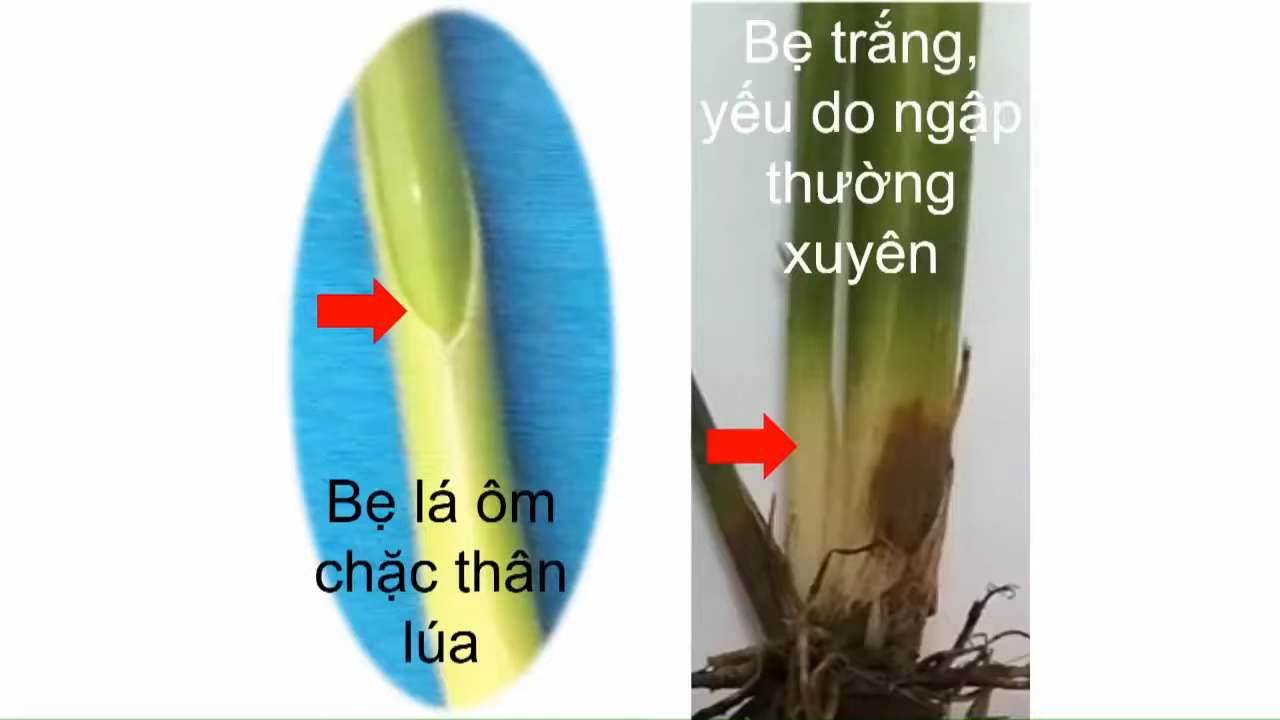 Bẹ lá ôm
chặc thân
lúa
Bẹ trắng,
yếu do ngập
thường
xuyên